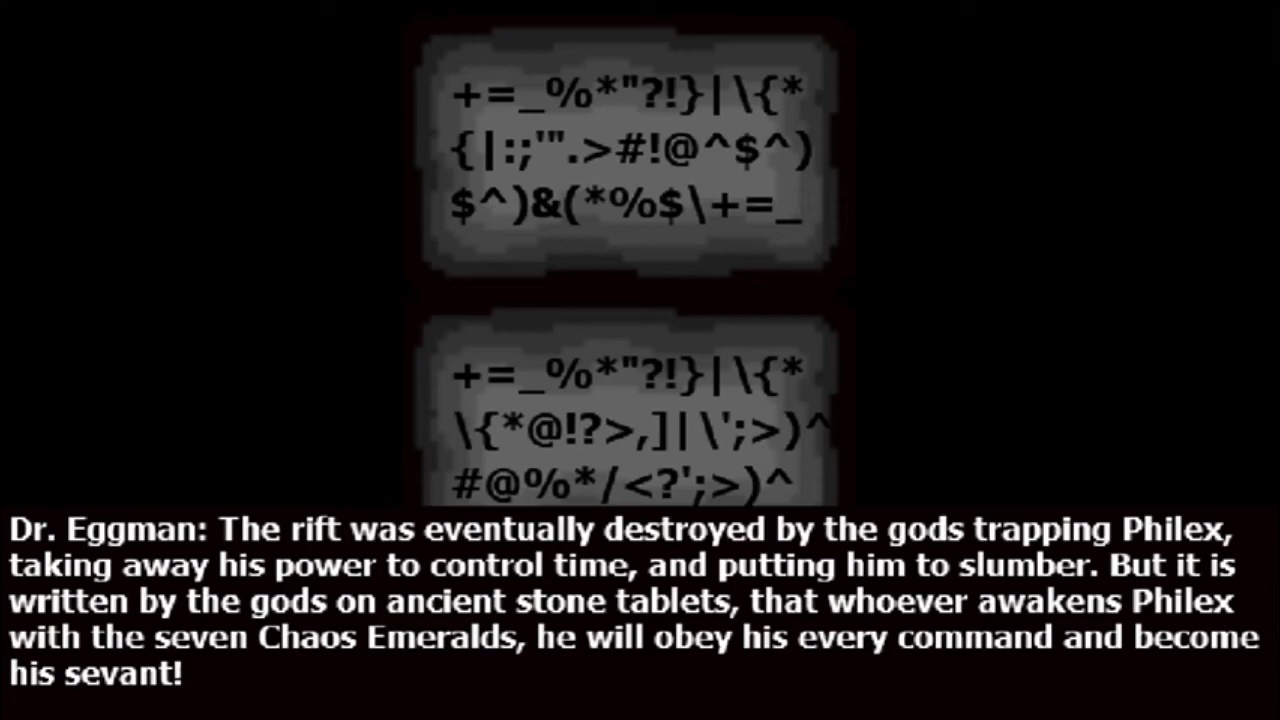 +=_%*"?!}|\{*
{|:;'".>#!@^$^)
$^)&(*%$\+=_
+=_%*"?!}|\{*
\{*@!?>,]|\';>)^
#@%*/<?';>)^
Dr. Eggman: The rift was eventually destroyed by the gods trapping Philex,
taking away his power to control time, and putting him to slumber. But it is
written by the gods on ancient stone tablets, that whoever awakens Philex
with the seven Chaos Emeralds, he will obey his every command and become
his sevant!